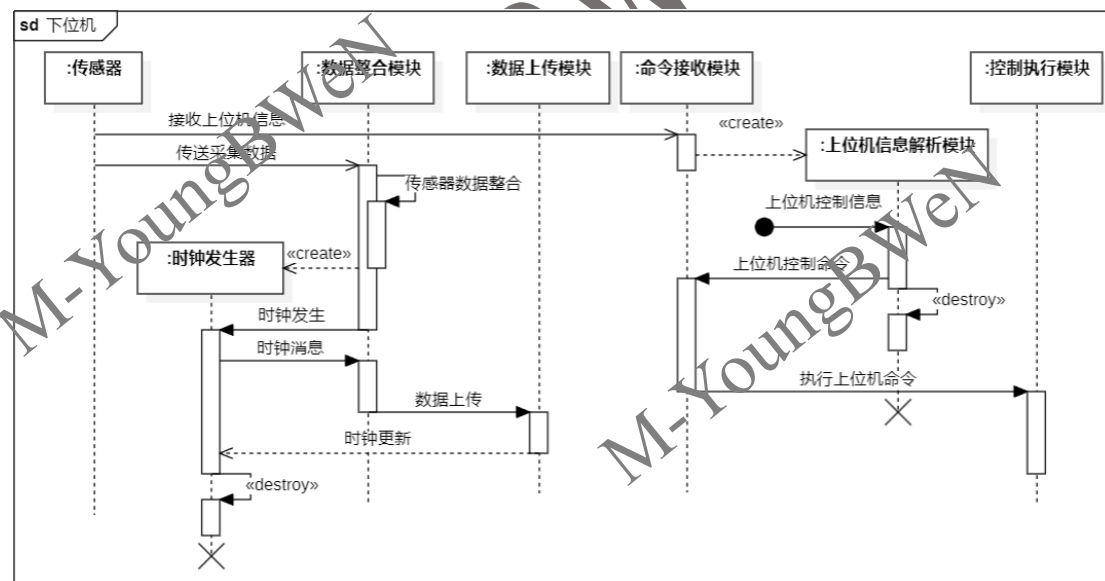 sd 下位机
:传感器
:数据整合模块
:数据上传模块
:命令接收模块
:控制执行模块
接收上位机信息
«create»
:上位机信息解析模块
传送采集数据
传感器数据整合
上位机控制信息
:时钟发生器
«create»
上位机控制命令
«destroy»
时钟发生
时钟消息
执行上位机命令
数据上传
时钟更新
«destroy»
M-YoungBWeN
M-YoungBWeN